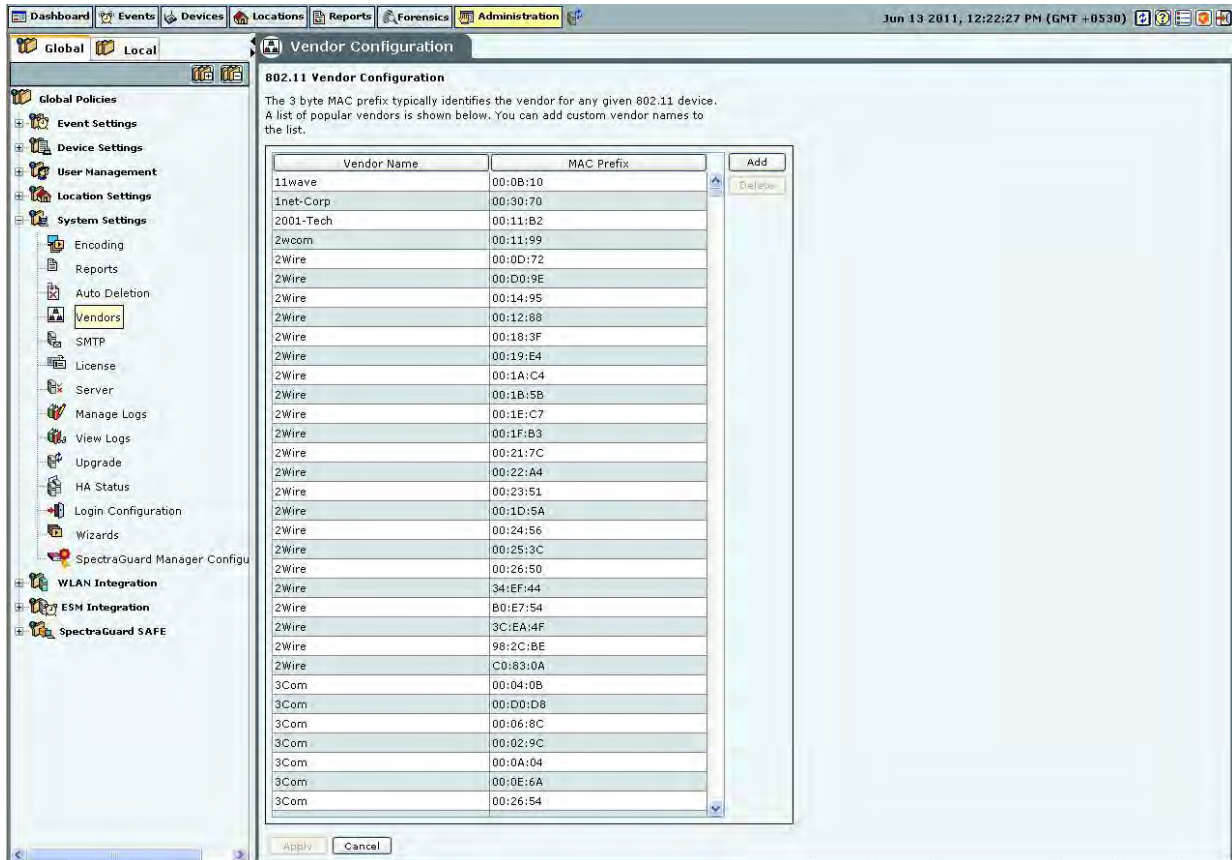 Dashboard Events Devices Locations Reports Forensics Administration Jun 13 2011, 12:22:27 PM (GMT +0530)
Global Local
Global Policies
Event Settings
Device Settings
User Management
Location Settings
System Settings
Encoding
Reports
Auto Deletion
Vendors
SMTP
License
Server
Manage Logs
View Logs
Upgrade
HA Status
Login Configuration
Wizards
SpectraGuard Manager Configu
WLAN Integration
ESM Integration
SpectraGuard SAFE
Vendor Configuration
802.11 Vendor Configuration
The 3 byte MAC prefix typically identifies the vendor for any given 802.11 device.
A list of popular vendors is shown below. You can add custom vendor names to
the list.
Vendor Name MAC Prefix
11wave 00:0B:10
1net-Corp 00:30:70
2001-Tech 00:11:B2
2wcom 00:11:99
2Wire 00:0D:72
2Wire 00:D0:9E
2Wire 00:14:95
2Wire 00:12:88
2Wire 00:18:3F
2Wire 00:19:E4
2Wire 00:1A:C4
2Wire 00:1B:5B
2Wire 00:1E:C7
2Wire 00:1F:B3
2Wire 00:21:7C
2Wire 00:22:A4
2Wire 00:23:51
2Wire 00:1D:5A
2Wire 00:24:56
2Wire 00:25:3C
2Wire 00:26:50
2Wire 34:EF:44
2Wire B0:E7:54
2Wire 3C:EA:4F
2Wire 98:2C:BE
2Wire C0:83:0A
3Com 00:04:0B
3Com 00:D0:D8
3Com 00:06:8C
3Com 00:02:9C
3Com 00:0A:04
3Com 00:0E:6A
3Com 00:26:54
Add
Delete
Apply Cancel